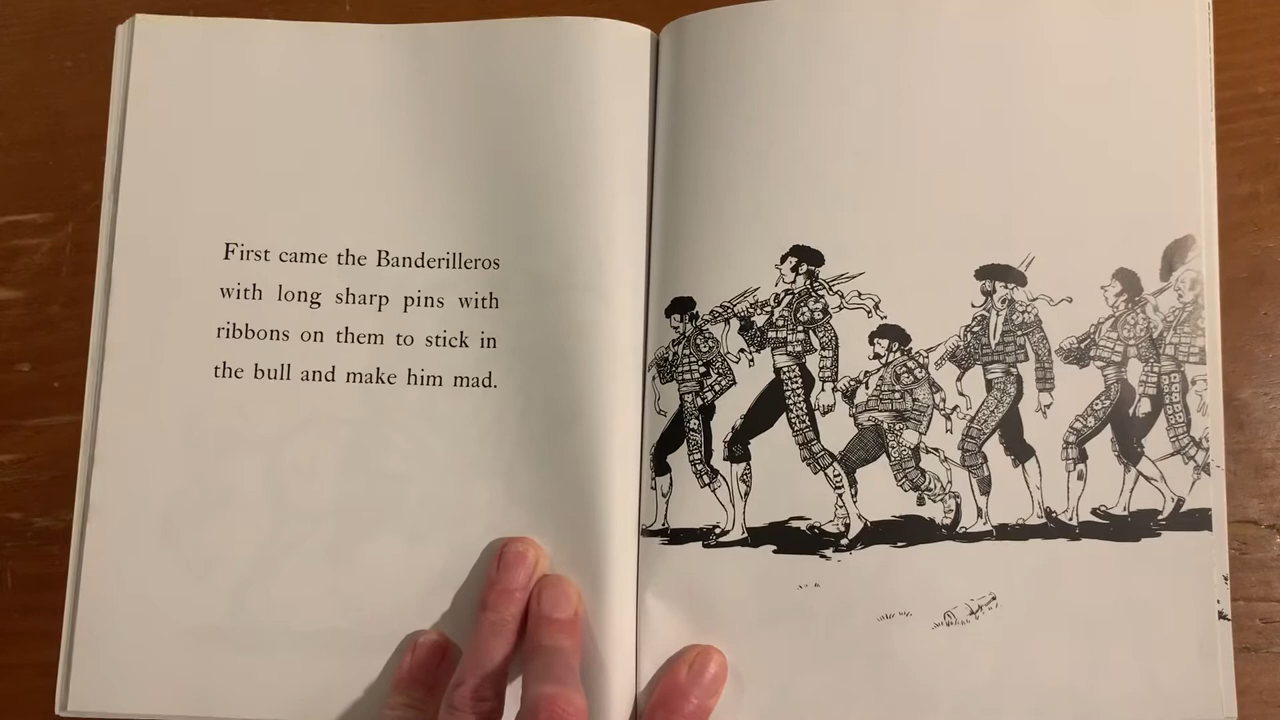 First came the Banderilleros
with long sharp pins with
ribbons on them to stick in
the bull and make him mad.